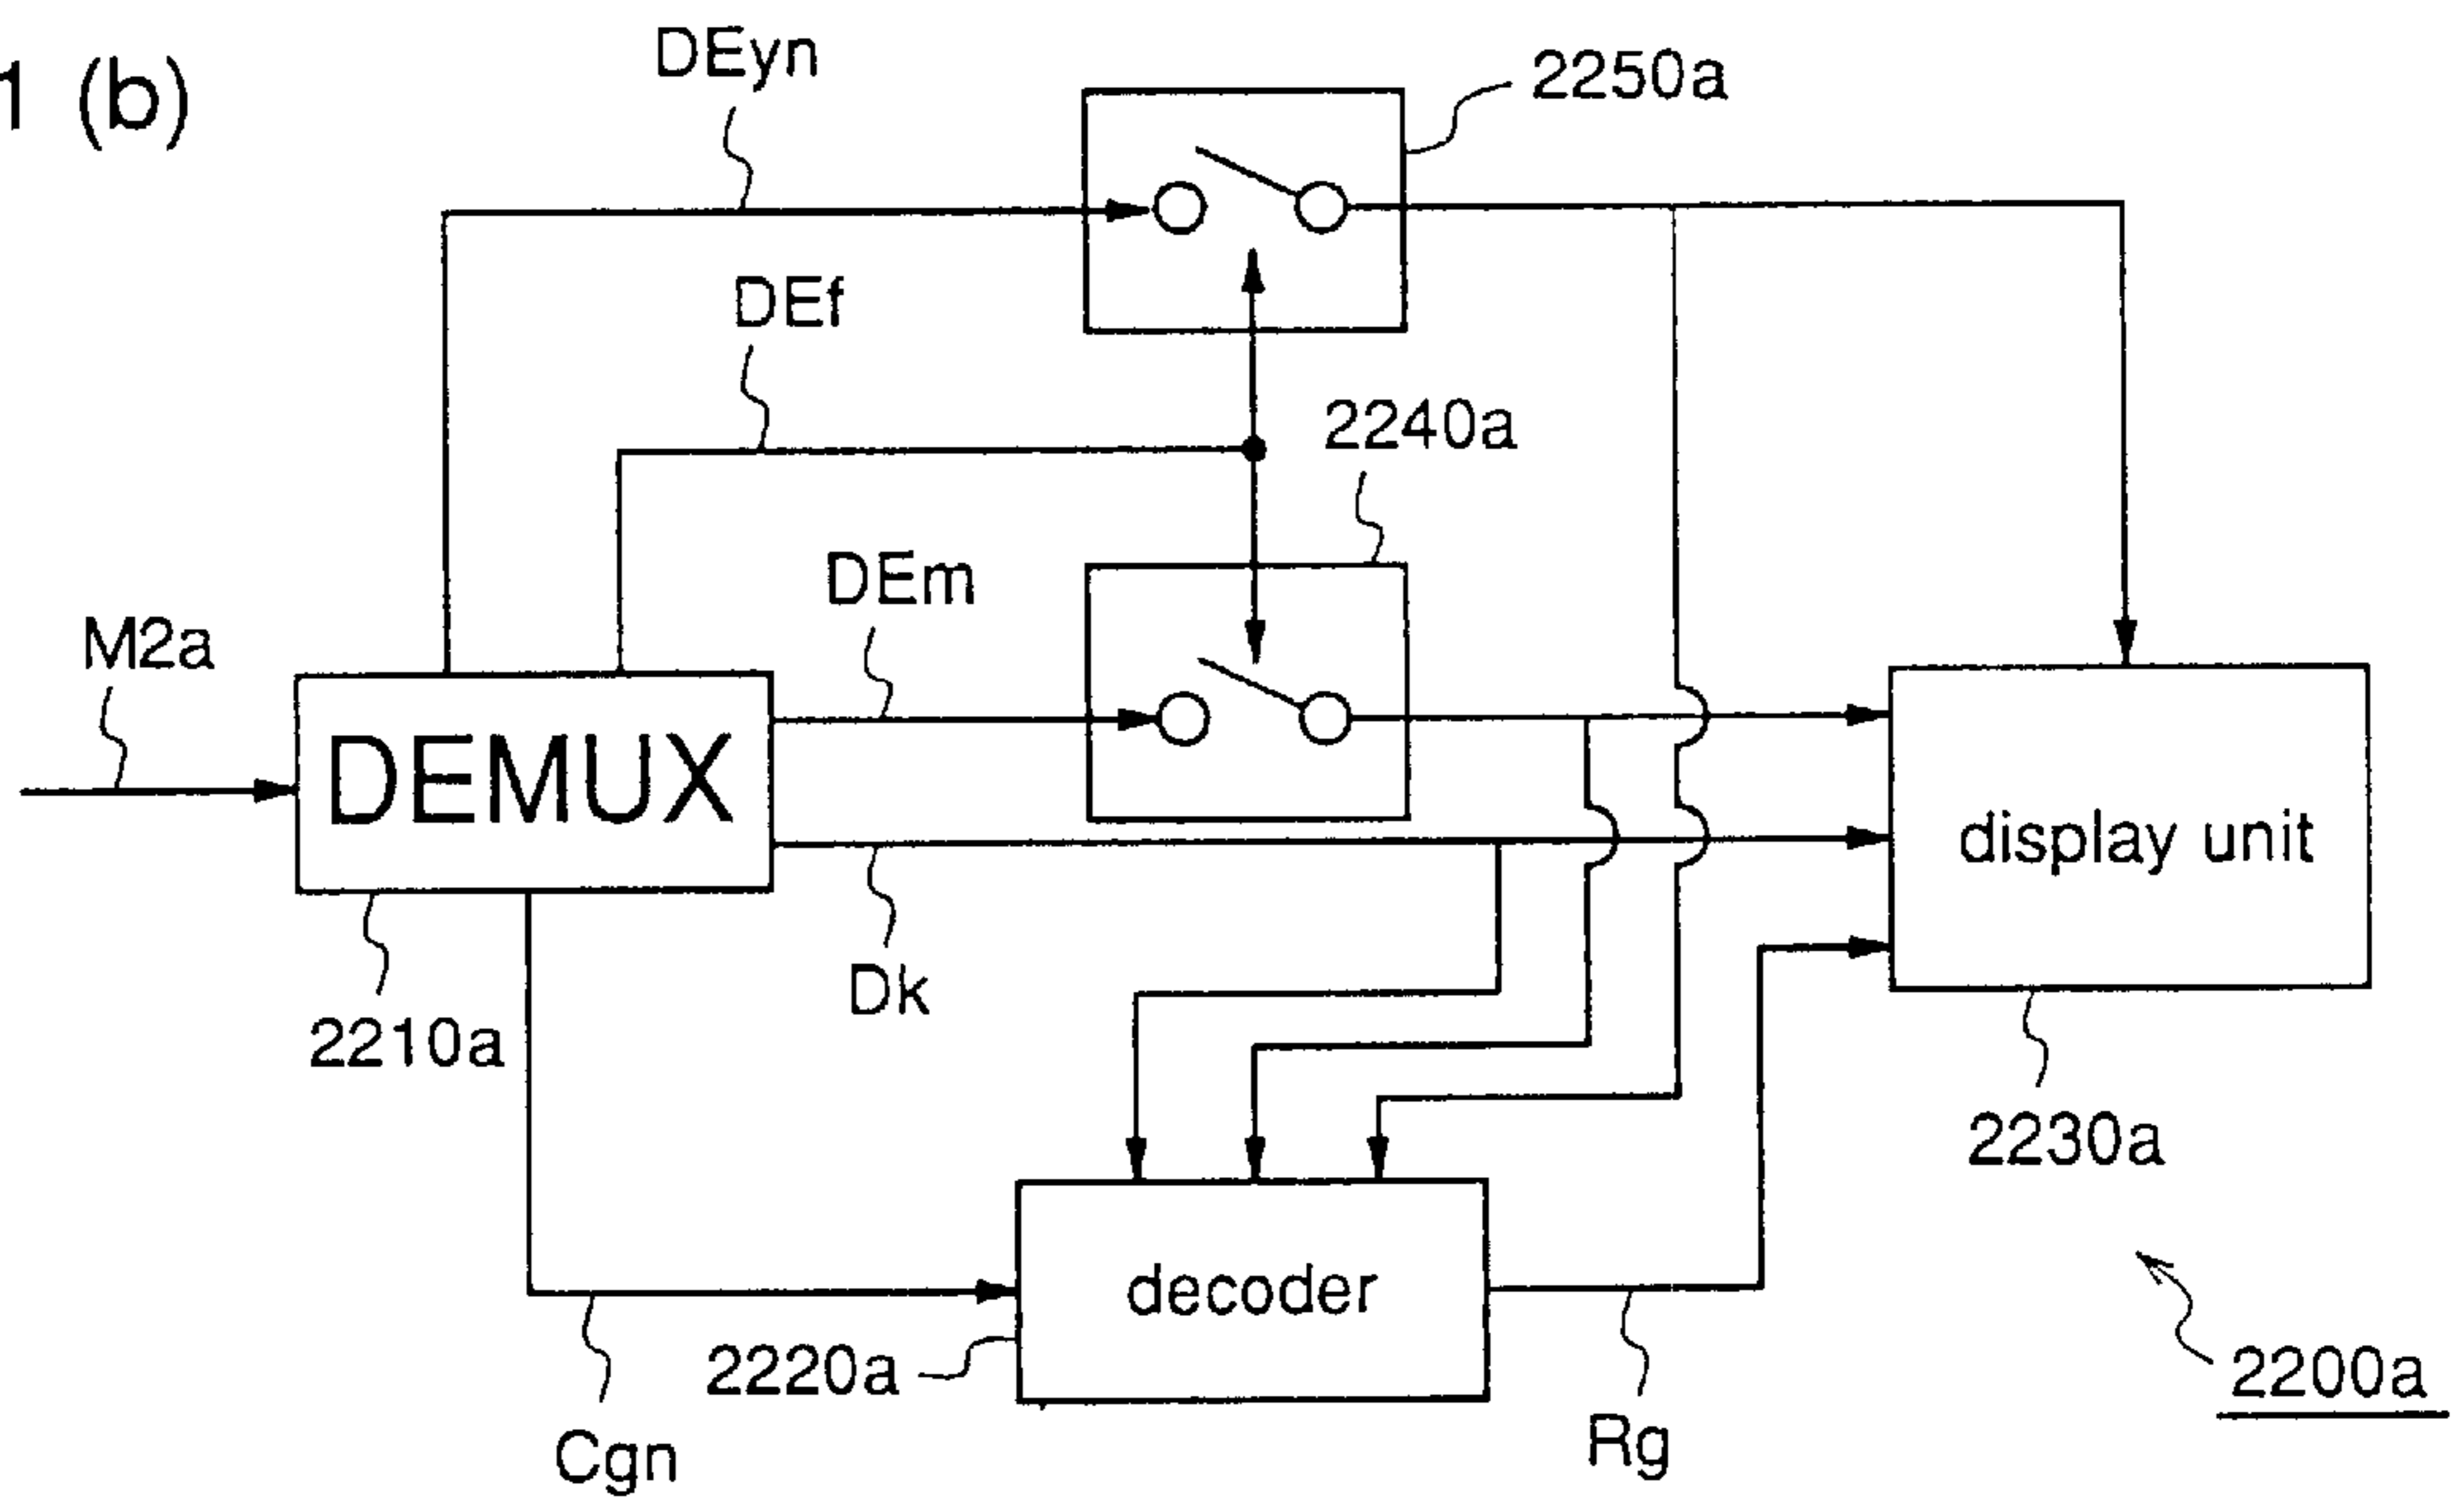 1 (b)
DEyn
2250a
DEf
2240a
DEm
M2a
DEMUX
display unit
Dk
2210a
2230a
decoder
2220a
2200a
Cgn
Rg